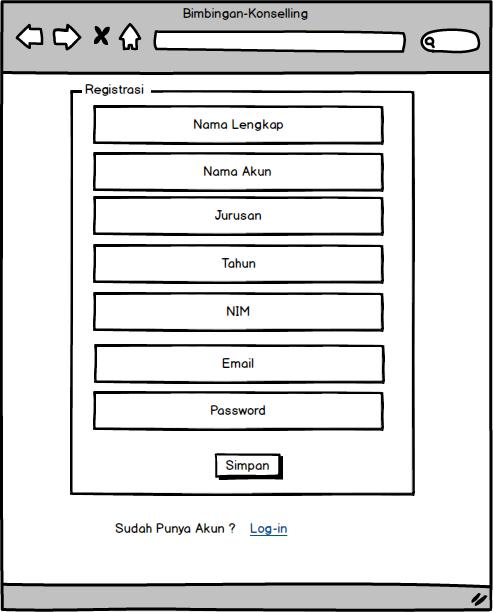 Bimbingan-Konselling
Registrasi
Nama Lengkap
Nama Akun
Jurusan
Tahun
NIM
Email
Password
Simpan
Sudah Punya Akun ? Log-in